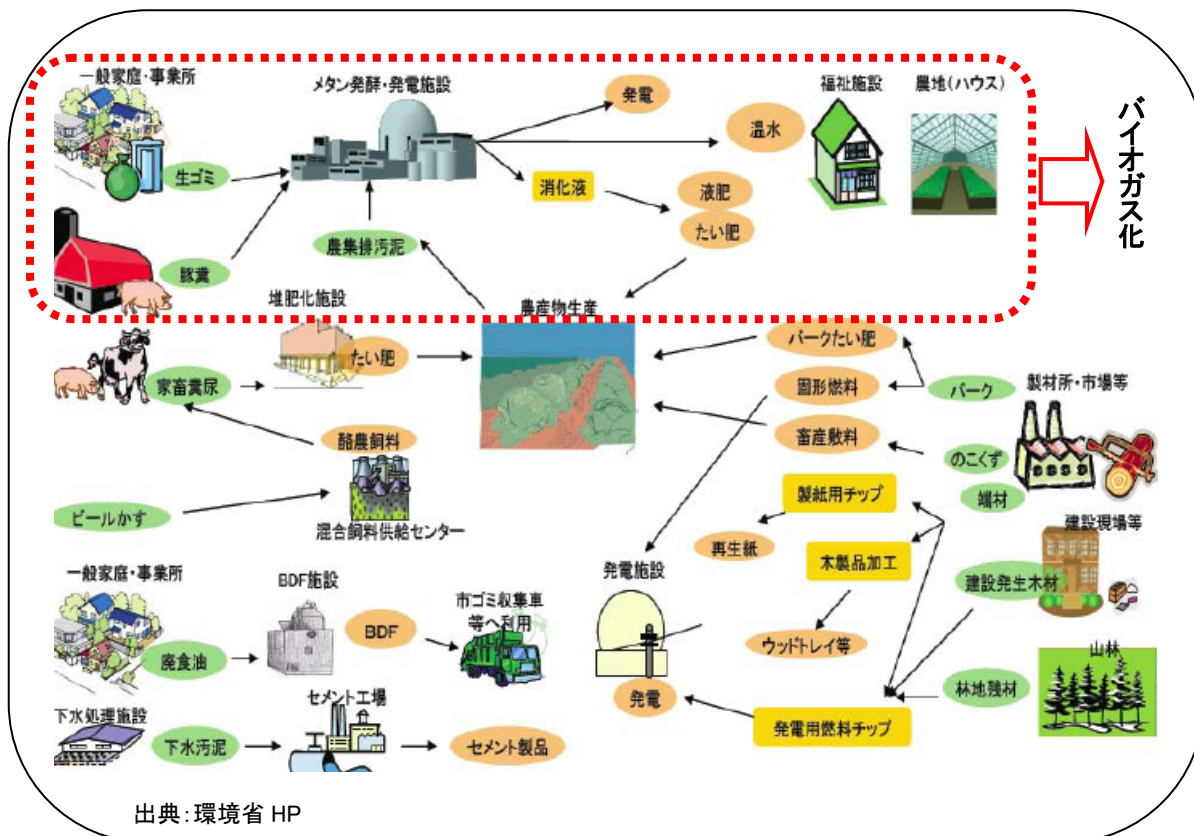 一般家庭・事業所
メタン発酵・発電施設
発電
福祉施設
農地(ハウス)
温水
生ゴミ
消化液
液肥
たい肥
農集排汚泥
豚糞
バイオガス化
堆肥化施設
農産物生産
たい肥
家畜糞尿
バークたい肥
固形燃料
バーク
製材所・市場等
酪農飼料
畜産敷料
のこくず
端材
ビールかす
混合飼料供給センター
製紙用チップ
再生紙
木製品加工
建設現場等
建設発生木材
一般家庭・事業所
BDF施設
BDF
市ゴミ収集車
等へ利用
発電施設
廃食油
ウッドトレイ等
山林
林地残材
発電
発電用燃料チップ
下水処理施設
セメント工場
下水汚泥
セメント製品
出典：環境省 HP